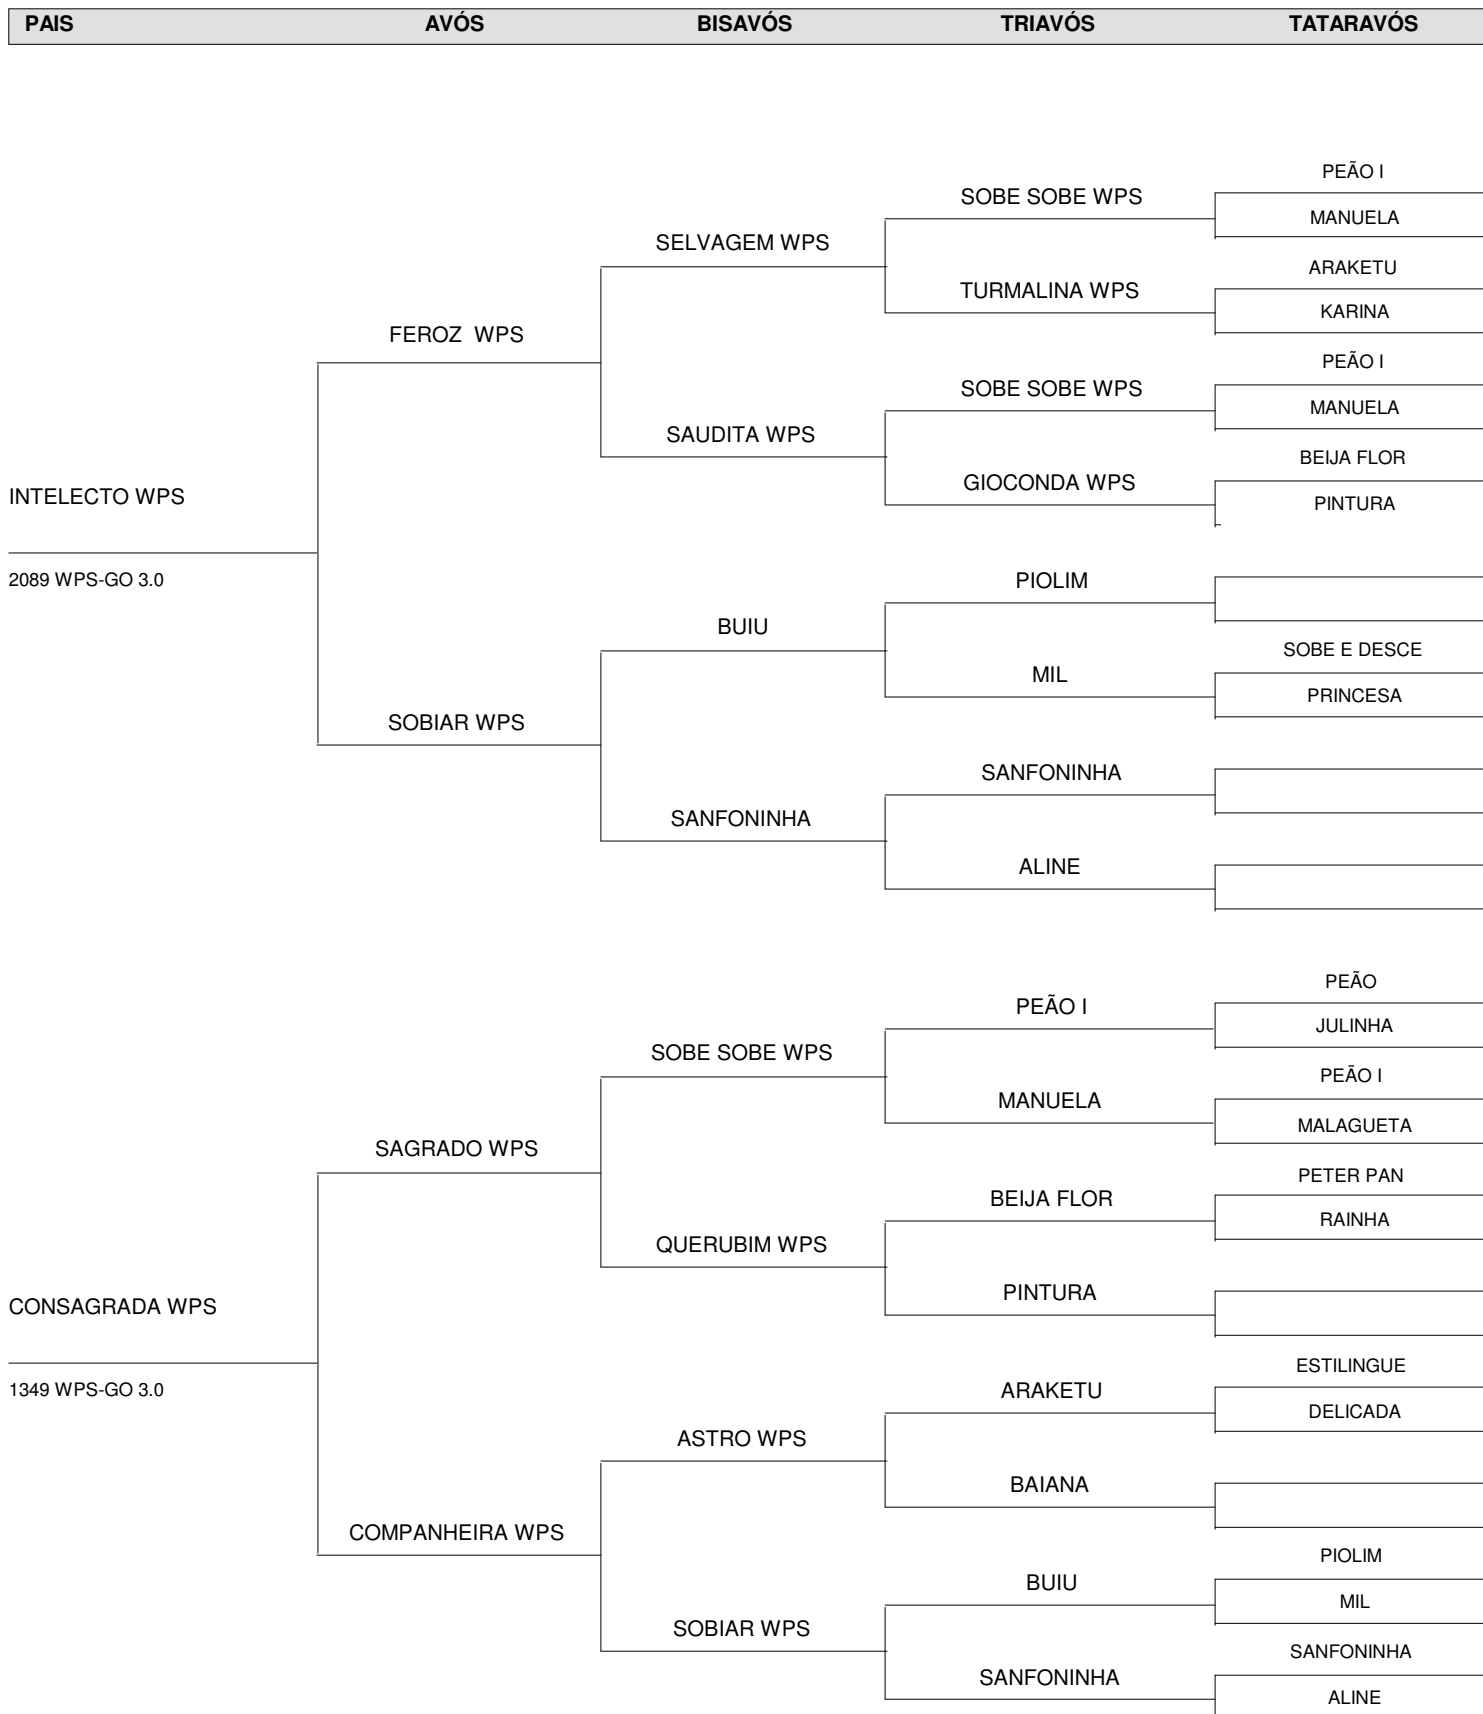 PAIS AVÓS BISAVÓS TRIAVÓS TATARAVÓS
PEÃO I
SOBE SOBE WPS
MANUELA
SELVAGEM WPS
ARAKETU
TURMALINA WPS
KARINA
FEROZ WPS
PEÃO I
SOBE SOBE WPS
MANUELA
SAUDITA WPS
BEIJA FLOR
GIOCONDA WPS
INTELECTO WPS
PINTURA
2089 WPS-GO 3.0
PIOLIM
BUIU
SOBE E DESCE
MIL
PRINCESA
SOBIAR WPS
SANFONINHA
SANFONINHA
ALINE
PEÃO
PEÃO I
JULINHA
SOBE SOBE WPS
PEÃO I
MANUELA
MALAGUETA
SAGRADO WPS
PETER PAN
BEIJA FLOR
RAINHA
QUERUBIM WPS
PINTURA
CONSAGRADA WPS
ESTILINGUE
1349 WPS-GO 3.0
ARAKETU
DELICADA
ASTRO WPS
BAIANA
COMPANHEIRA WPS
PIOLIM
BUIU
MIL
SOBIAR WPS
SANFONINHA
SANFONINHA
ALINE